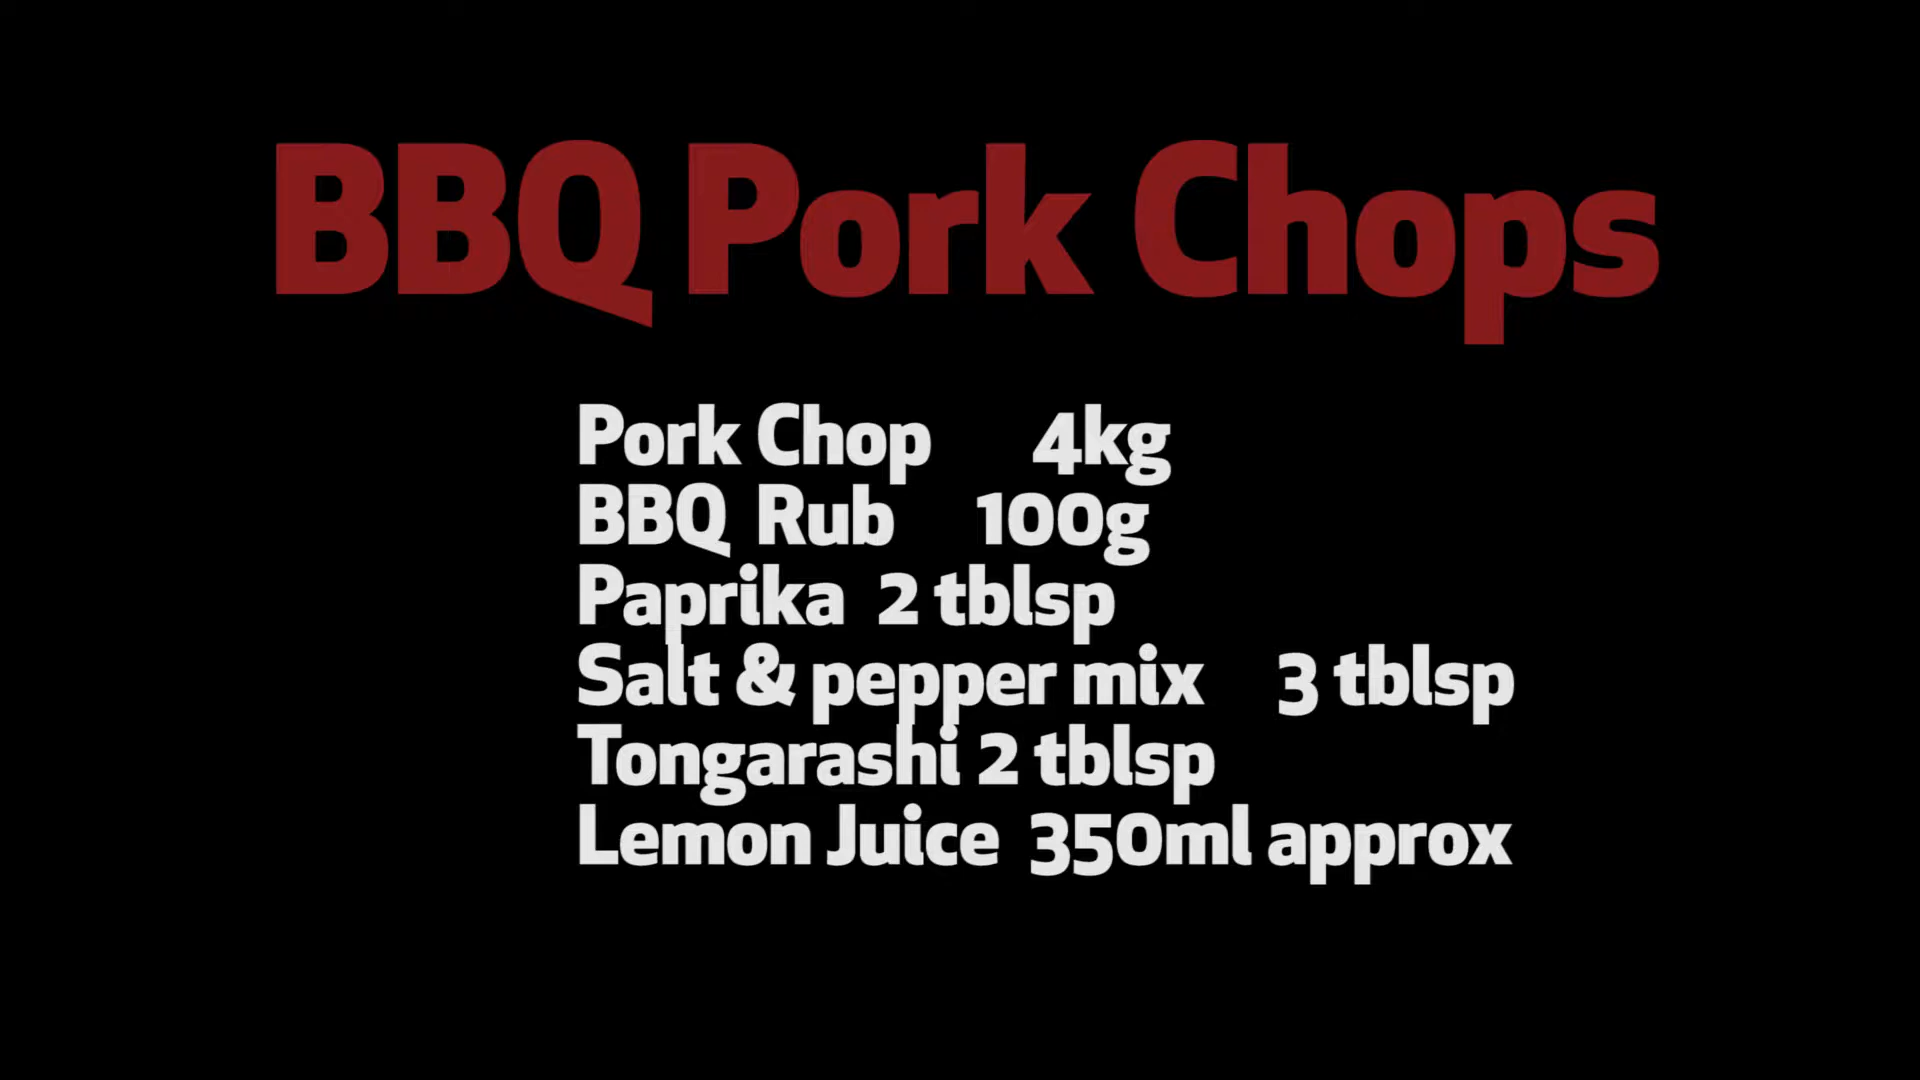 BBQ Pork Chops
Pork Chop 4kg
BBQ Rub 100g
Paprika 2 tblsp
Salt & pepper mix 3 tblsp
Tongarashi 2 tblsp
Lemon Juice 350ml approx